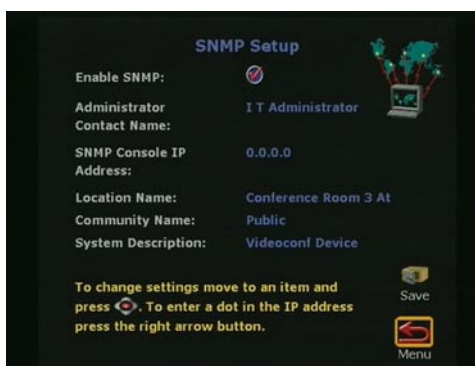 SNMP Setup
Enable SNMP:
Administrator Contact Name:
I T Administrator
SNMP Console IP Address:
0.0.0.0
Location Name:
Conference Room 3 At
Community Name:
Public
System Description:
Videoconf Device
To change settings move to an item and
press . To enter a dot in the IP address
press the right arrow button.
Save
Menu